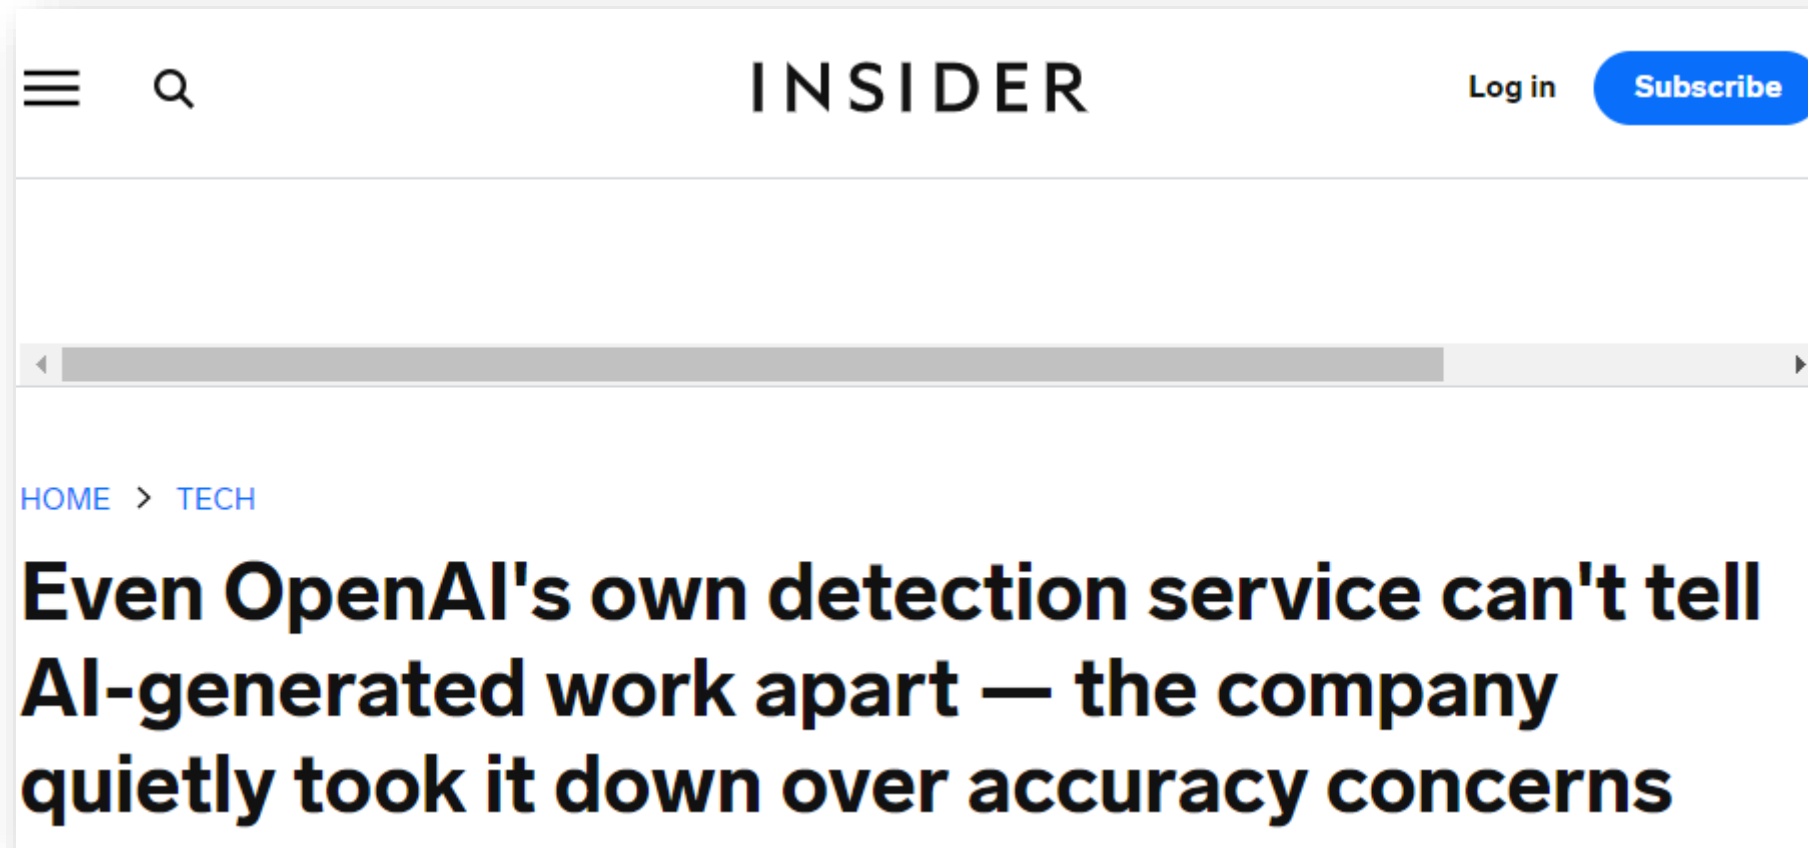 INSIDER
Log in
Subscribe
HOME > TECH
Even OpenAI's own detection service can't tell
AI-generated work apart — the company
quietly took it down over accuracy concerns